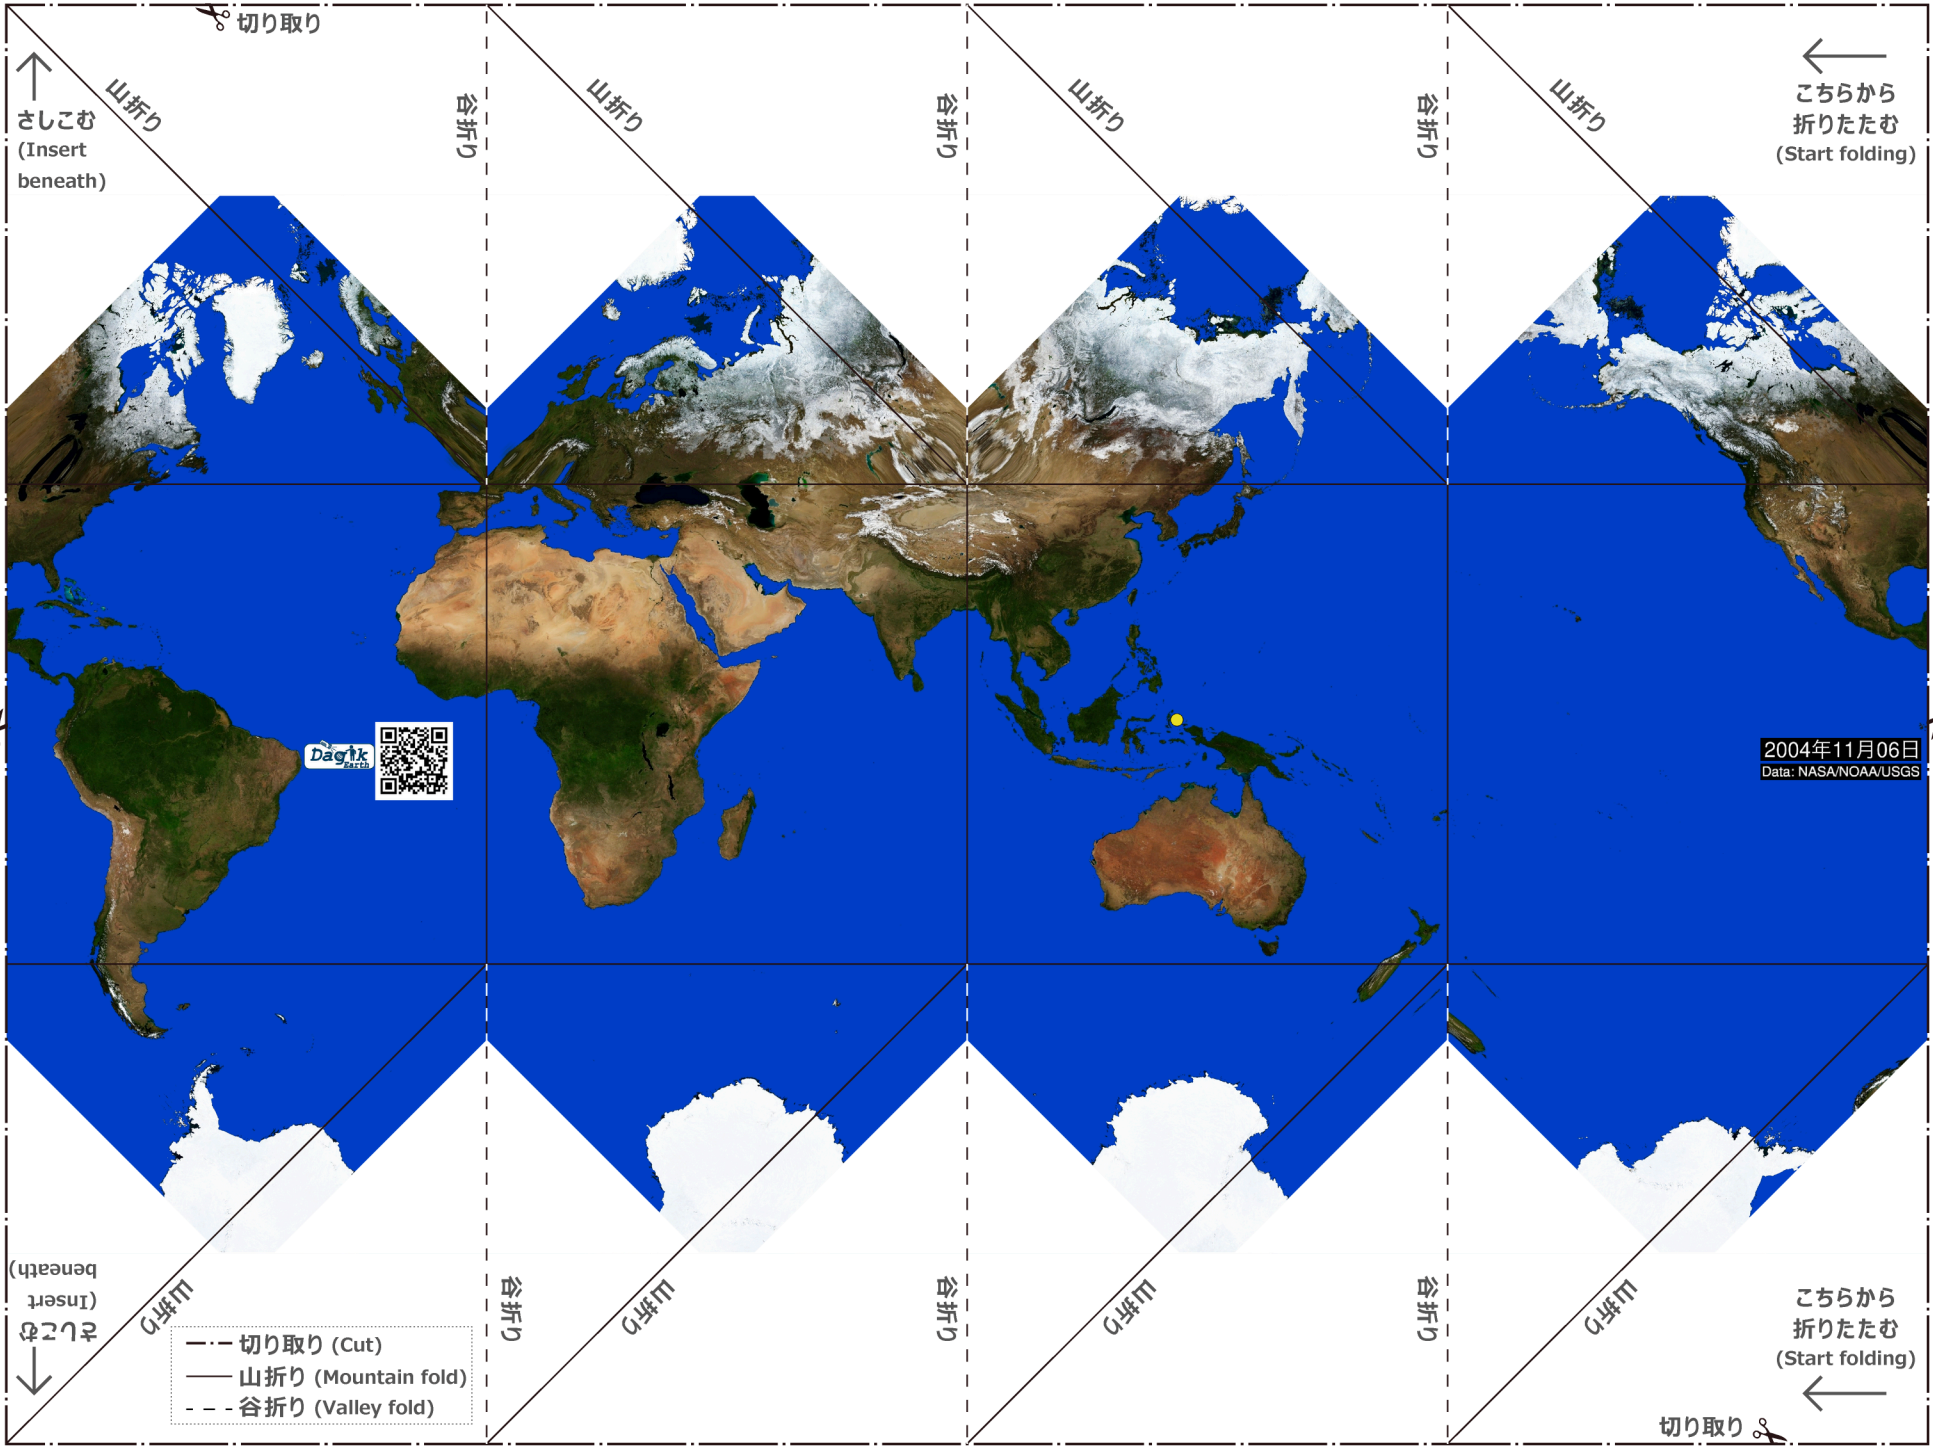 切り取り
さしこむ
(Insert
beneath)
山折り
谷折り
山折り
谷折り
山折り
谷折り
山折り
こちらから
折りたたむ
(Start folding)
Dagik
Earth
2004年11月06日
Data: NASA/NOAA/USGS
さしこむ
(Insert
beneath)
山折り
谷折り
山折り
谷折り
山折り
谷折り
山折り
こちらから
折りたたむ
(Start folding)
切り取り (Cut)
山折り (Mountain fold)
谷折り (Valley fold)
切り取り